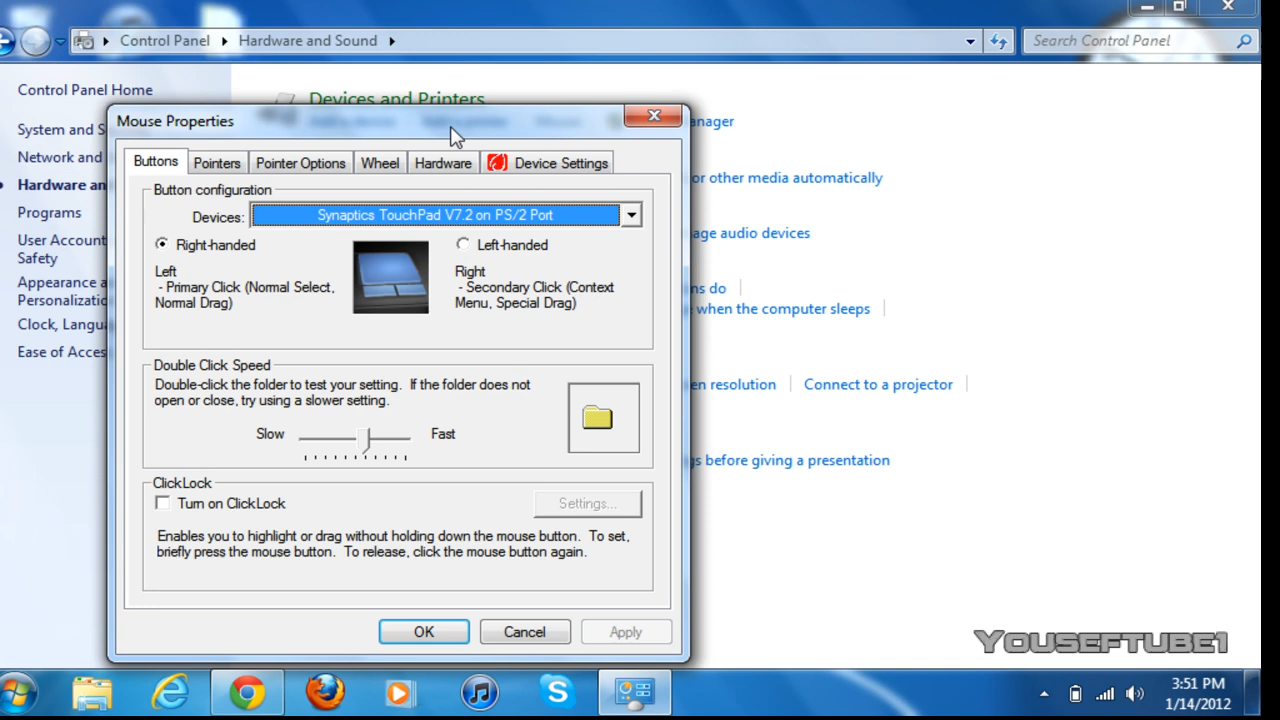 Control Panel
Hardware and Sound
Search Control Panel
Control Panel Home
System and S
Network and
Hardware an
Programs
User Account
Safety
Appearance a
Personalizatio
Clock, Langu
Ease of Acces
Devices and Printers
anager
or other media automatically
age audio devices
ns do
when the computer sleeps
en resolution
Connect to a projector
gs before giving a presentation
Mouse Properties
Buttons
Pointers
Pointer Options
Wheel
Hardware
Device Settings
Button configuration
Devices:
Synaptics TouchPad V7.2 on PS/2 Port
Right-handed
Left-handed
Left
- Primary Click (Normal Select,
Normal Drag)
Right
- Secondary Click (Context
Menu, Special Drag)
Double Click Speed
Double-click the folder to test your setting. If the folder does not
open or close, try using a slower setting.
Slow
Fast
ClickLock
Turn on ClickLock
Settings...
Enables you to highlight or drag without holding down the mouse button. To set,
briefly press the mouse button. To release, click the mouse button again.
OK
Cancel
Apply
YOUSEFTUBE1
3:51 PM
1/14/2012